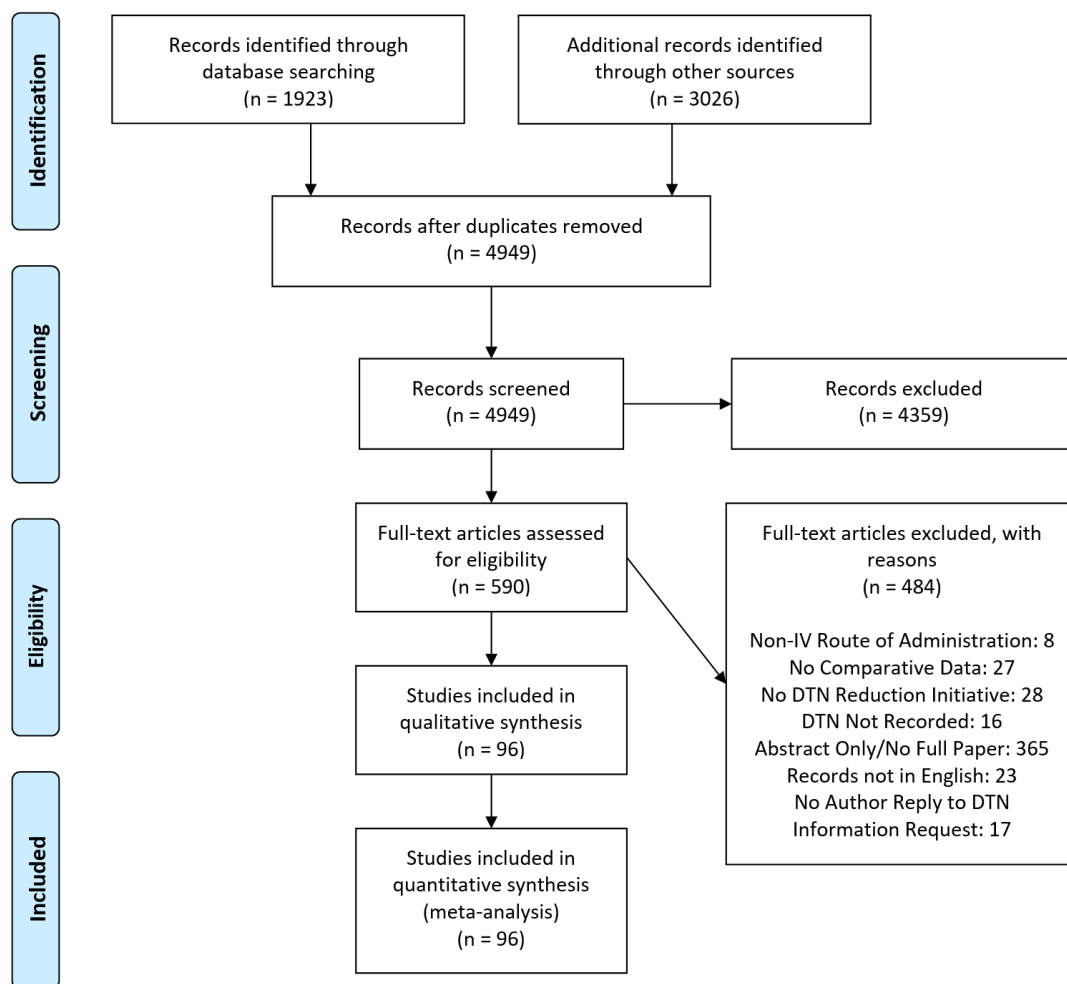 Identification
Records identified through
database searching
(n = 1923)
Additional records identified
through other sources
(n = 3026)
Records after duplicates removed
(n = 4949)
Screening
Records screened
(n = 4949)
Records excluded
(n = 4359)
Eligibility
Full-text articles assessed
for eligibility
(n = 590)
Full-text articles excluded, with
reasons
(n = 484)
Non-IV Route of Administration: 8
No Comparative Data: 27
No DTN Reduction Initiative: 28
DTN Not Recorded: 16
Abstract Only/No Full Paper: 365
Records not in English: 23
No Author Reply to DTN
Information Request: 17
Studies included in
qualitative synthesis
(n = 96)
Included
Studies included in
quantitative synthesis
(meta-analysis)
(n = 96)